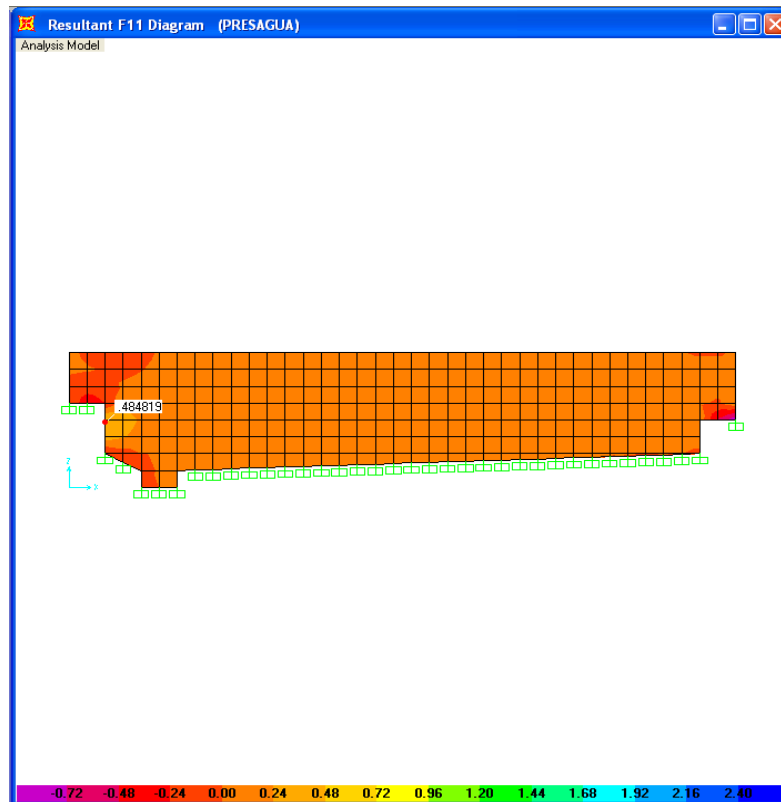 Resultant F11 Diagram (PRESAGUA)
Analysis Model
.484819
Z
X
-0.72 -0.48 -0.24 0.00 0.24 0.48 0.72 0.96 1.20 1.44 1.68 1.92 2.16 2.40